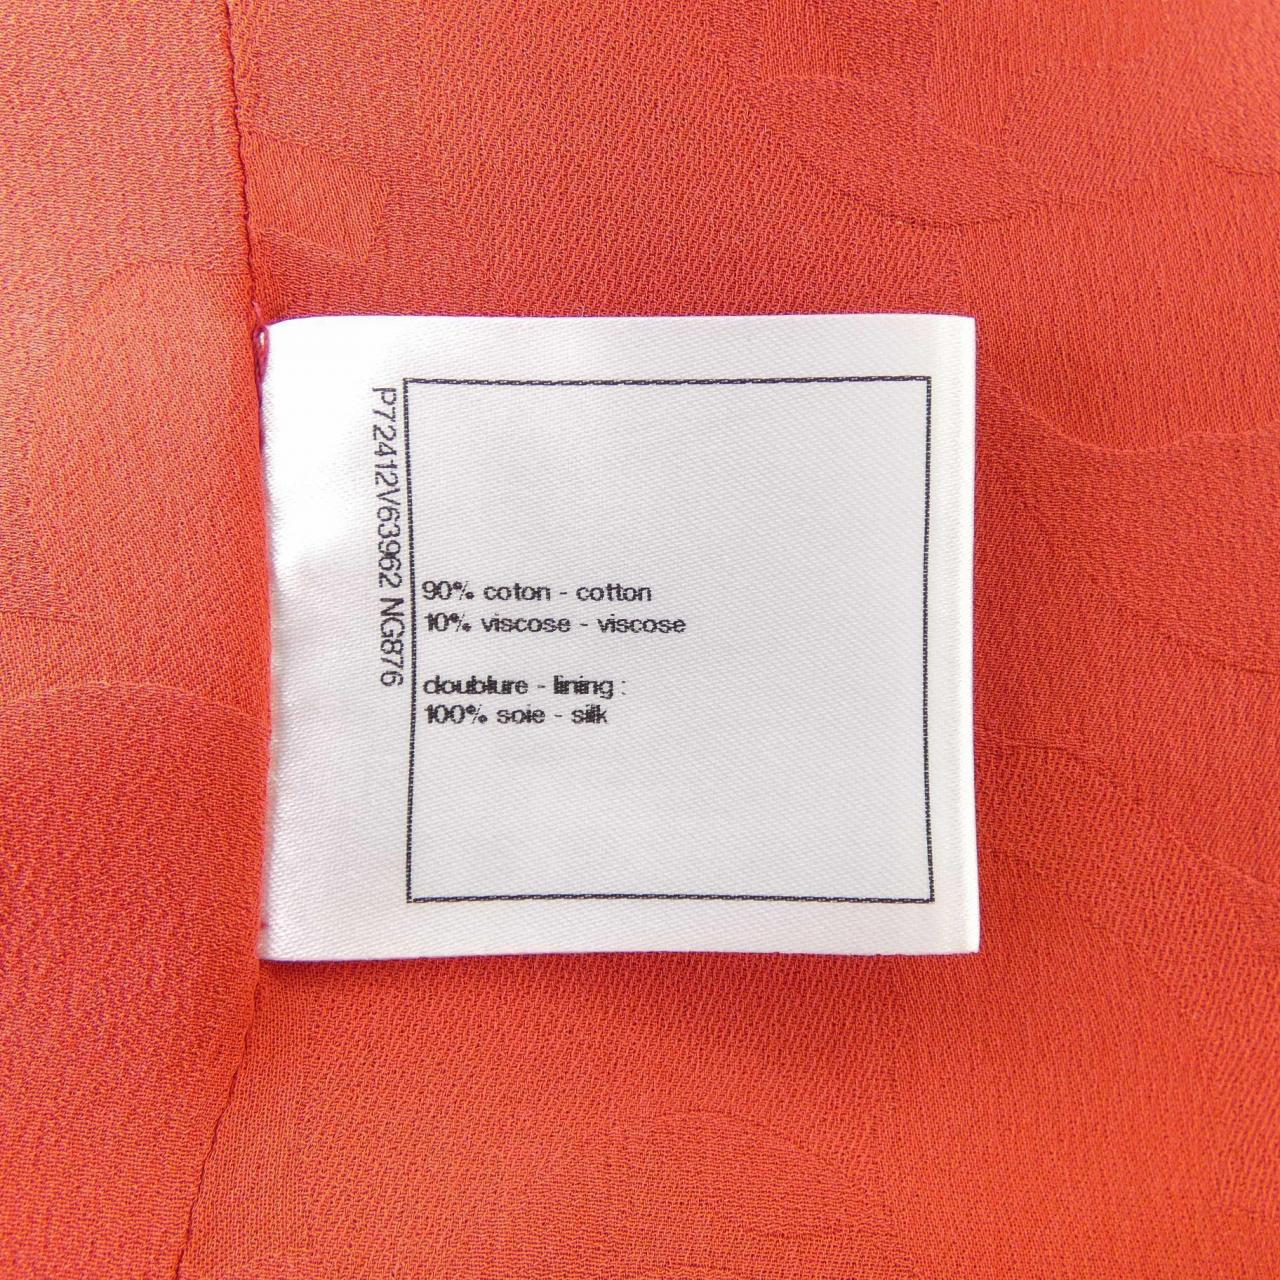 P72412V63962 NG876
90% coton - cotton
10% viscose - viscose
doublure - lining :
100% soie - silk